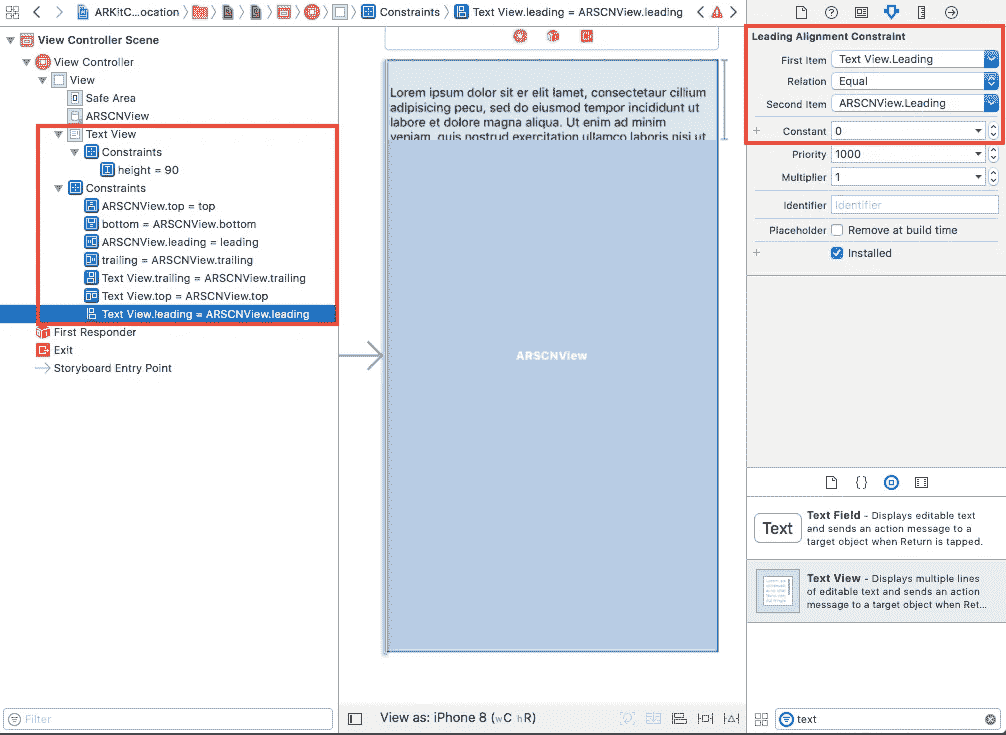 ARKitC...ocation
Constraints
Text View.leading = ARSCNView.leading
View Controller Scene
View Controller
View
Safe Area
ARSCNView
Text View
Constraints
height = 90
Constraints
ARSCNView.top = top
bottom = ARSCNView.bottom
ARSCNView.leading = leading
trailing = ARSCNView.trailing
Text View.trailing = ARSCNView.trailing
Text View.top = ARSCNView.top
Text View.leading = ARSCNView.leading
First Responder
Exit
Storyboard Entry Point
Filter
Lorem ipsum dolor sit er elit lamet, consectetaur cillium
adipisicing pecu, sed do eiusmod tempor incididunt ut
labore et dolore magna aliqua. Ut enim ad minim
veniam, quis nostrud exercitation ullamco laboris nisi ut
ARSCNView
View as: iPhone 8 (wC hR)
Leading Alignment Constraint
First Item Text View.Leading
Relation Equal
Second Item ARSCNView.Leading
+ Constant 0
Priority 1000
Multiplier 1
Identifier Identifier
Placeholder Remove at build time
+ Installed
{}
Text
Text Field - Displays editable text
and sends an action message to a
target object when Return is tapped.
Text View - Displays multiple lines
of editable text and sends an action
message to a target object when Ret...
text